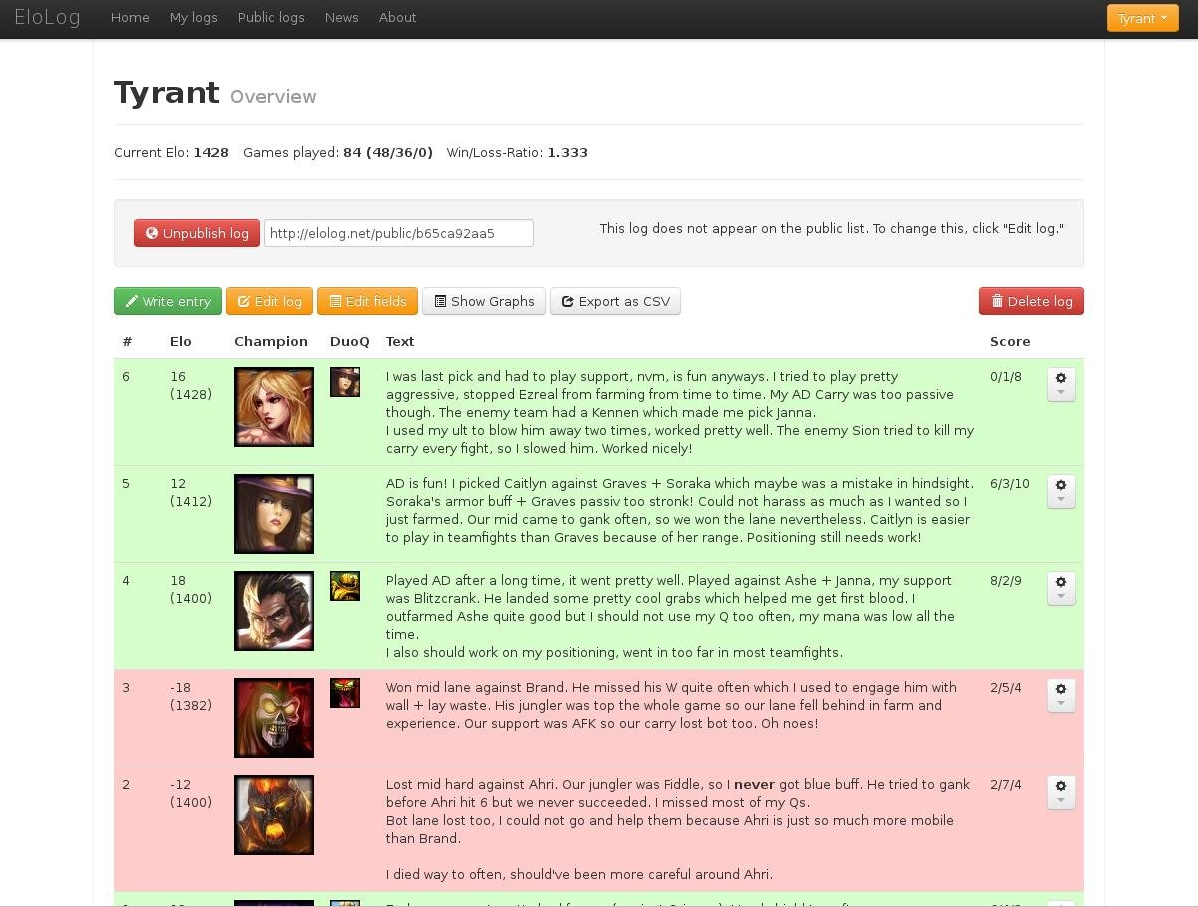 EloLog Home My logs Public logs News About Tyrant
Tyrant Overview
Current Elo: 1428 Games played: 84 (48/36/0) Win/Loss-Ratio: 1.333
Unpublish log http://elolog.net/public/b65ca92aa5 This log does not appear on the public list. To change this, click "Edit log."
Write entry Edit log Edit fields Show Graphs Export as CSV Delete log
# Elo Champion DuoQ Text Score
6 16 I was last pick and had to play support, nvm, is fun anyways. I tried to play pretty 0/1/8
(1428) aggressive, stopped Ezreal from farming from time to time. My AD Carry was too passive
though. The enemy team had a Kennen which made me pick Janna.
I used my ult to blow him away two times, worked pretty well. The enemy Sion tried to kill my
carry every fight, so I slowed him. Worked nicely!
5 12 AD is fun! I picked Caitlyn against Graves + Soraka which maybe was a mistake in hindsight. 6/3/10
(1412) Soraka's armor buff + Graves passiv too stronk! Could not harass as much as I wanted so I
just farmed. Our mid came to gank often, so we won the lane nevertheless. Caitlyn is easier
to play in teamfights than Graves because of her range. Positioning still needs work!
4 18 Played AD after a long time, it went pretty well. Played against Ashe + Janna, my support 8/2/9
(1400) was Blitzcrank. He landed some pretty cool grabs which helped me get first blood. I
outfarmed Ashe quite good but I should not use my Q too often, my mana was low all the
time.
I also should work on my positioning, went in too far in most teamfights.
3 -18 Won mid lane against Brand. He missed his W quite often which I used to engage him with 2/5/4
(1382) wall + lay waste. His jungler was top the whole game so our lane fell behind in farm and
experience. Our support was AFK so our carry lost bot too. Oh noes!
2 -12 Lost mid hard against Ahri. Our jungler was Fiddle, so I never got blue buff. He tried to gank 2/7/4
(1400) before Ahri hit 6 but we never succeeded. I missed most of my Qs.
Bot lane lost too, I could not go and help them because Ahri is just so much more mobile
than Brand.
I died way to often, should've been more careful around Ahri.